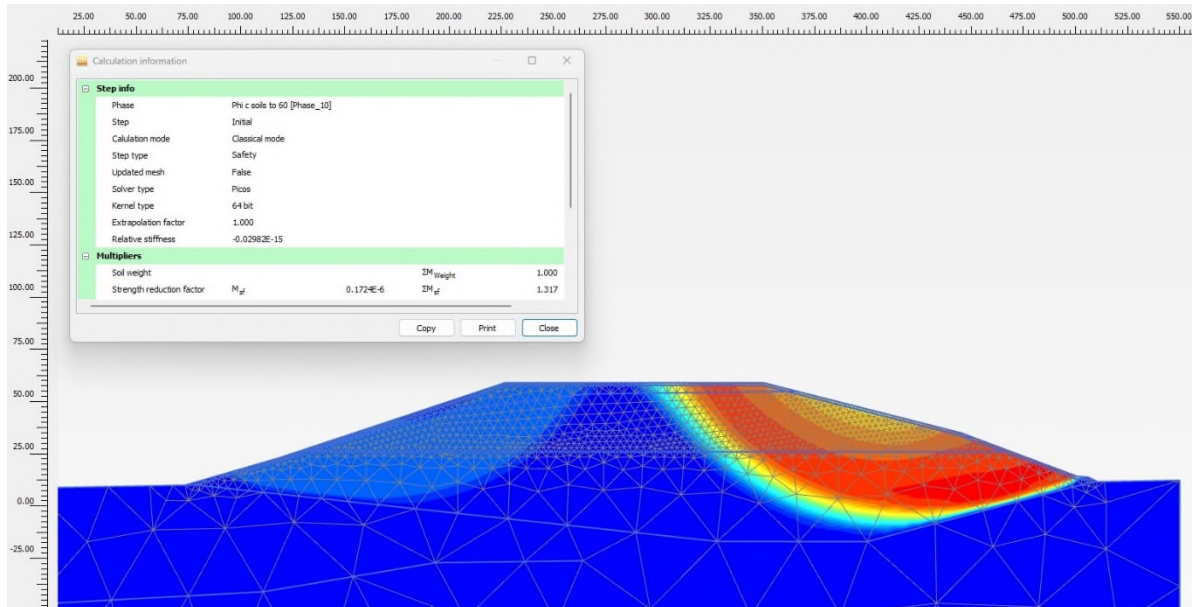 25.00 50.00 75.00 100.00 125.00 150.00 175.00 200.00 225.00 250.00 275.00 300.00 325.00 350.00 375.00 400.00 425.00 450.00 475.00 500.00 525.00 550.00
Calculation information
200.00
175.00
150.00
125.00
100.00
75.00
50.00
25.00
0.00
-25.00
Step info
Phase Phi c soils to 60 [Phase_10]
Step Initial
Calulation mode Classical mode
Step type Safety
Updated mesh False
Solver type Picos
Kernel type 64 bit
Extrapolation factor 1.000
Relative stiffness -0.02982E-15
Multipliers
Soil weight ΣM Weight 1.000
Strength reduction factor M sf 0.1724E-6 ΣM sf 1.317
Copy Print Close